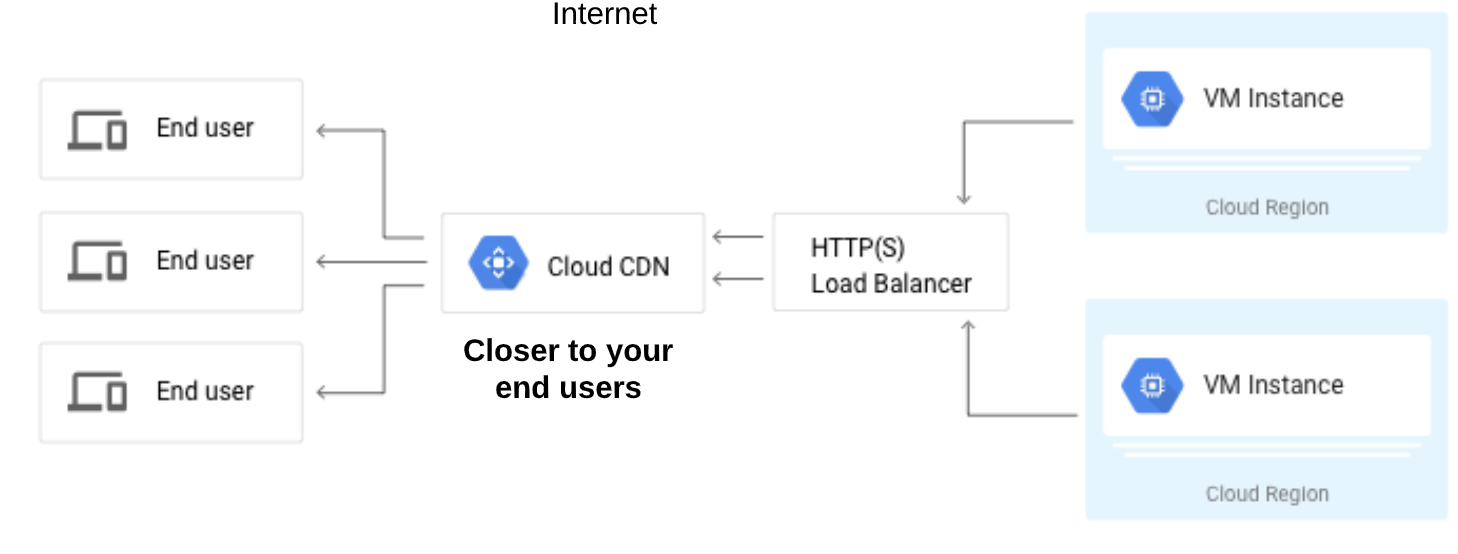 Internet
End user
End user
End user
Cloud CDN
Closer to your
end users
HTTP(S)
Load Balancer
VM Instance
Cloud Region
VM Instance
Cloud Region